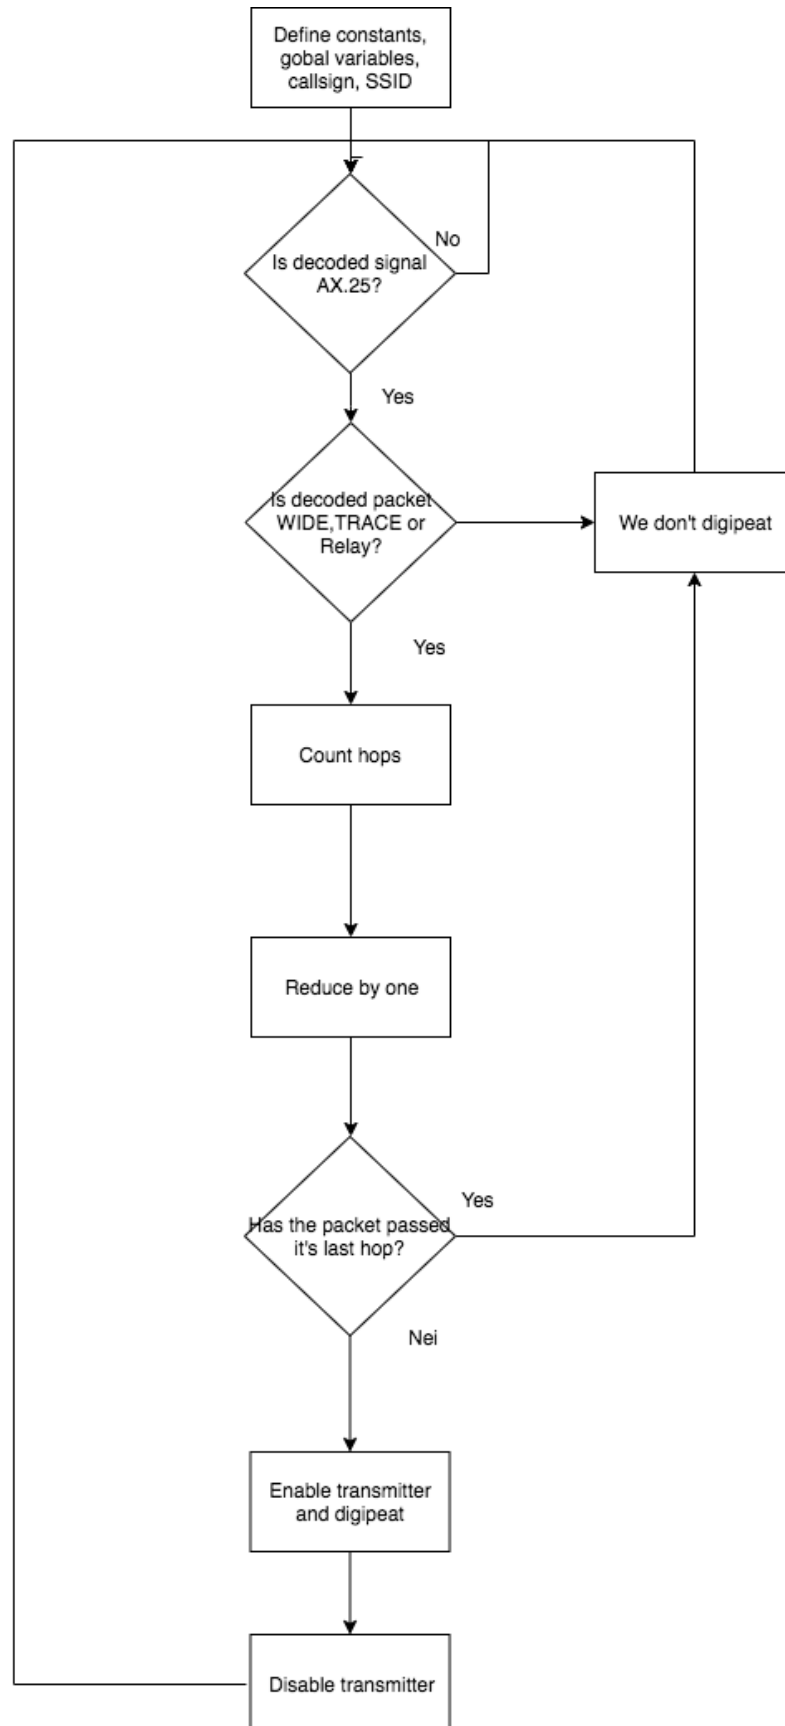 Define constants,
gobal variables,
callsign, SSID
No
Is decoded signal
AX.25?
Yes
Is decoded packet
WIDE,TRACE or
Relay?
We don't digipeat
Yes
Count hops
Reduce by one
Yes
Has the packet passed
it's last hop?
Nei
Enable transmitter
and digipeat
Disable transmitter